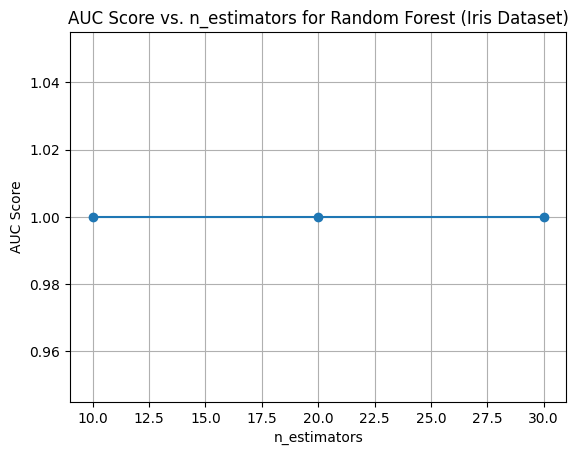 AUC Score vs. n_estimators for Random Forest (Iris Dataset)
AUC Score
1.04
1.02
1.00
0.98
0.96
10.0 12.5 15.0 17.5 20.0 22.5 25.0 27.5 30.0
n_estimators